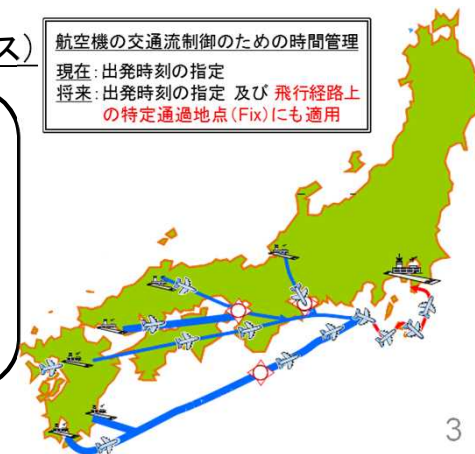 ス)
航空機の交通流制御のための時間管理
現在:出発時刻の指定
将来:出発時刻の指定 及び 飛行経路上
の特定通過地点(Fix)にも適用
3